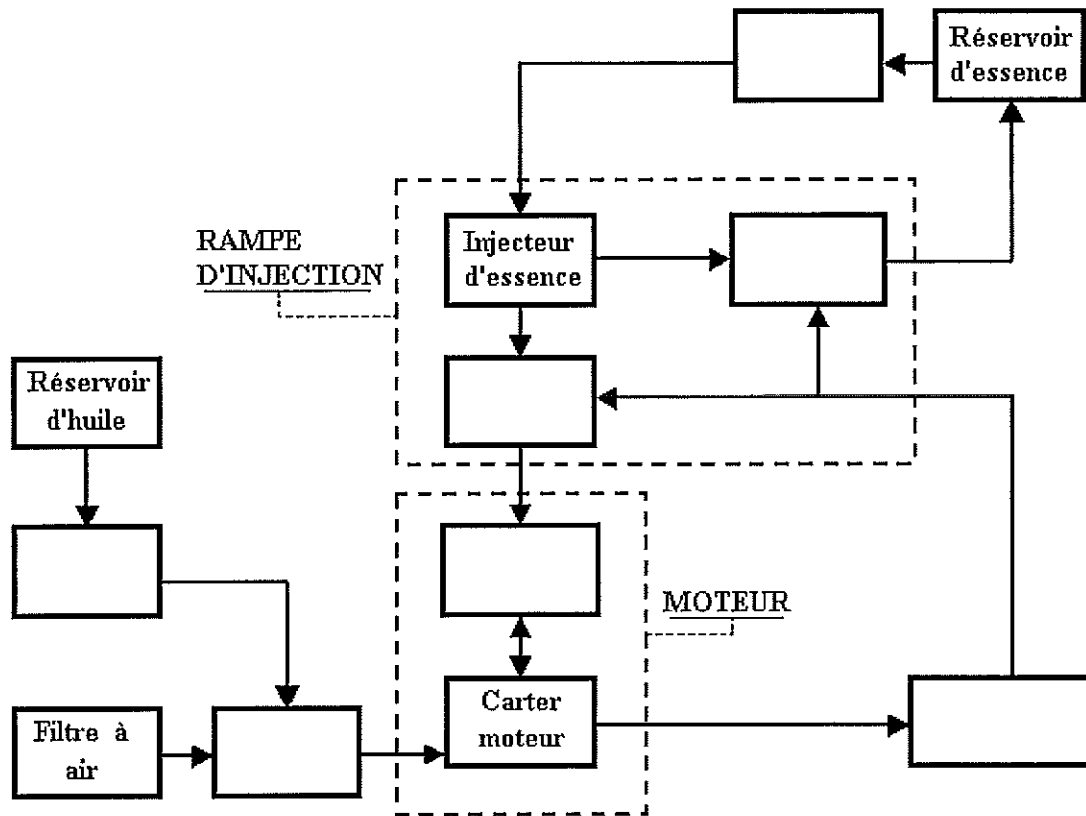 Réservoir
d'essence
RAMPE
D'INJECTION
Injecteur
d'essence
Réservoir
d'huile
MOTEUR
Carter
moteur
Filtre à
air